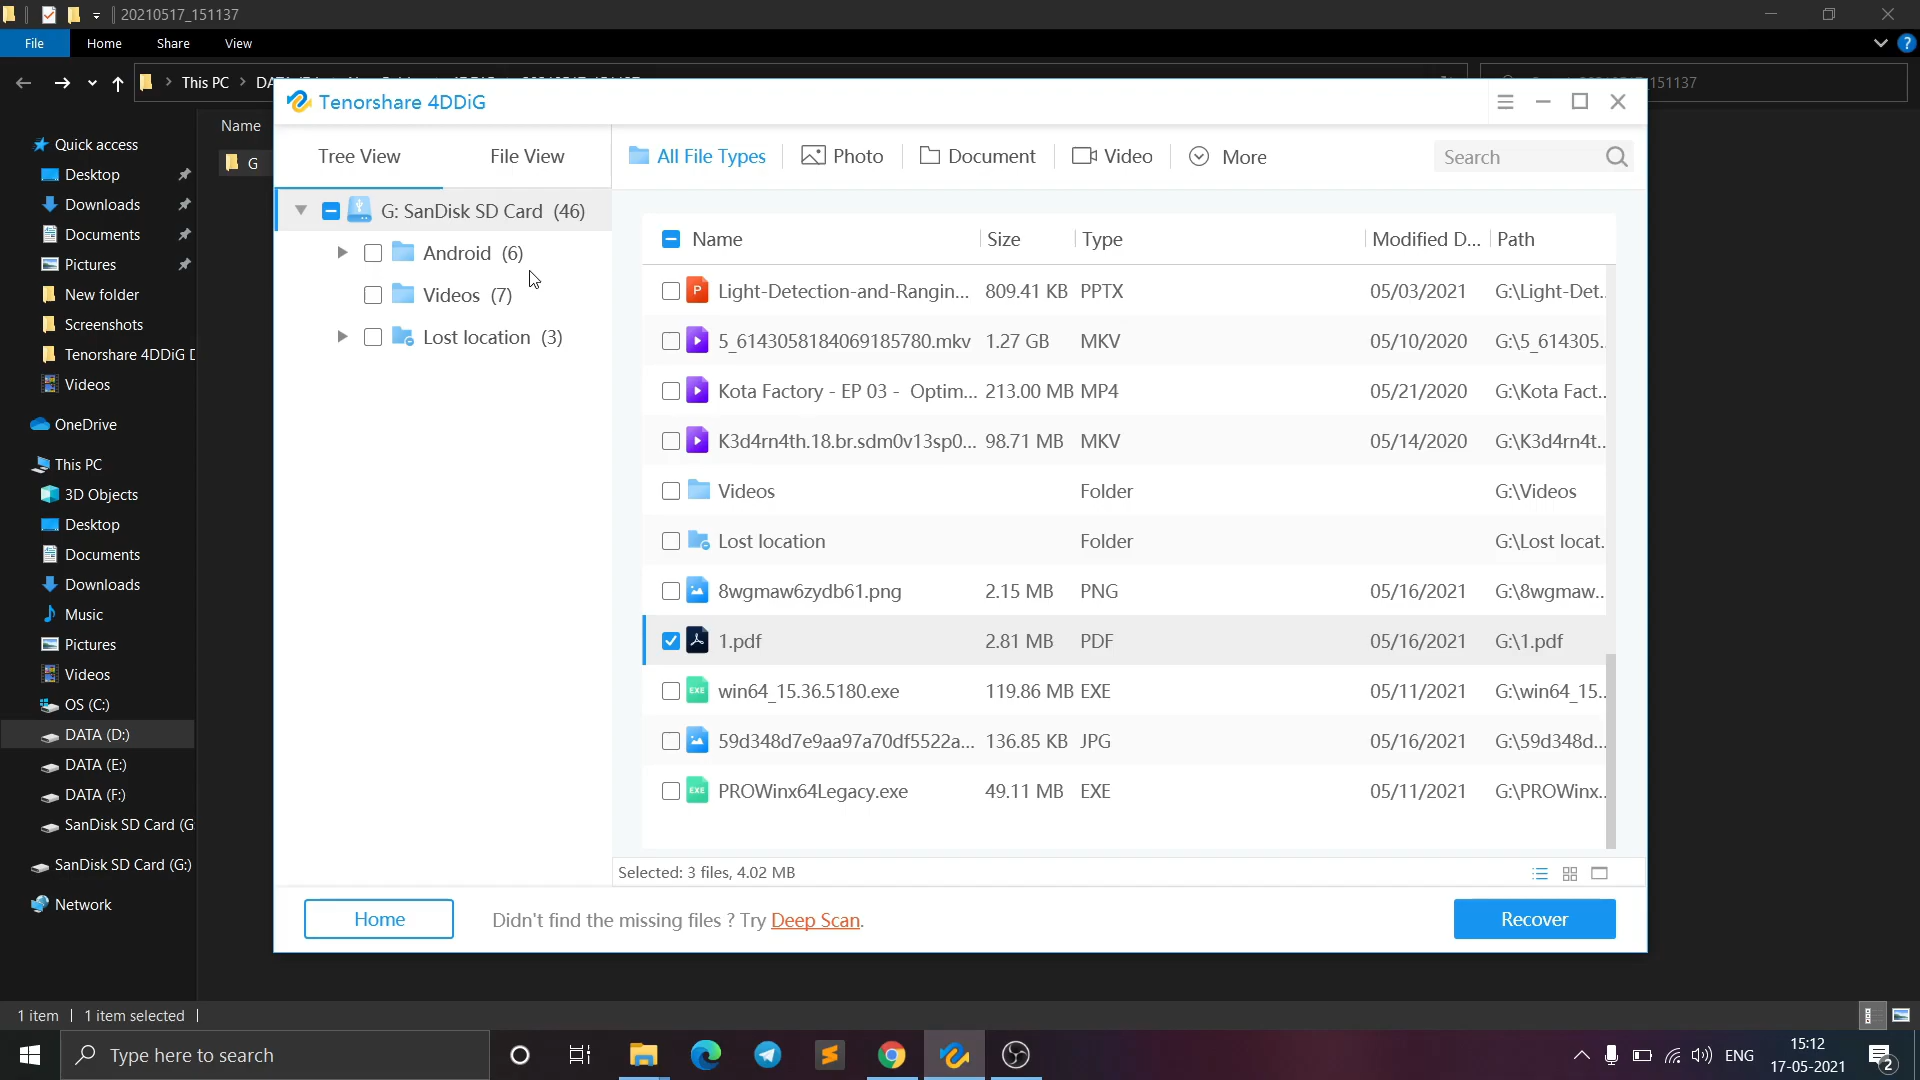 20210517_151137
File
Home
Share
View
This PC
151137
Name
G
Quick access
Desktop
Downloads
Documents
Pictures
New folder
Screenshots
Tenorshare 4DDiG D
Videos
OneDrive
This PC
3D Objects
Desktop
Documents
Downloads
Music
Pictures
Videos
OS (C:)
DATA (D:)
DATA (E:)
DATA (F:)
SanDisk SD Card (G
SanDisk SD Card (G:)
Network
Tenorshare 4DDiG
Tree View
File View
All File Types
Photo
Document
Video
More
Search
G: SanDisk SD Card (46)
Android (6)
Videos (7)
Lost location (3)
Name Size Type Modified D... Path
Light-Detection-and-Rangin... 809.41 KB PPTX 05/03/2021 G:\Light-Det..
5_6143058184069185780.mkv 1.27 GB MKV 05/10/2020 G:\5_614305..
Kota Factory - EP 03 - Optim... 213.00 MB MP4 05/21/2020 G:\Kota Fact..
K3d4rn4th.18.br.sdm0v13sp0... 98.71 MB MKV 05/14/2020 G:\K3d4rn4t..
Videos Folder G:\Videos
Lost location Folder G:\Lost locat.
8wgmaw6zydb61.png 2.15 MB PNG 05/16/2021 G:\8wgmaw..
1.pdf 2.81 MB PDF 05/16/2021 G:\1.pdf
win64_15.36.5180.exe 119.86 MB EXE 05/11/2021 G:\win64_15..
59d348d7e9aa97a70df5522a... 136.85 KB JPG 05/16/2021 G:\59d348d...
PROWinx64Legacy.exe 49.11 MB EXE 05/11/2021 G:\PROWinx..
Selected: 3 files, 4.02 MB
Home
Didn't find the missing files ? Try Deep Scan.
Recover
1 item
1 item selected
Type here to search
ENG
15:12
17-05-2021
2